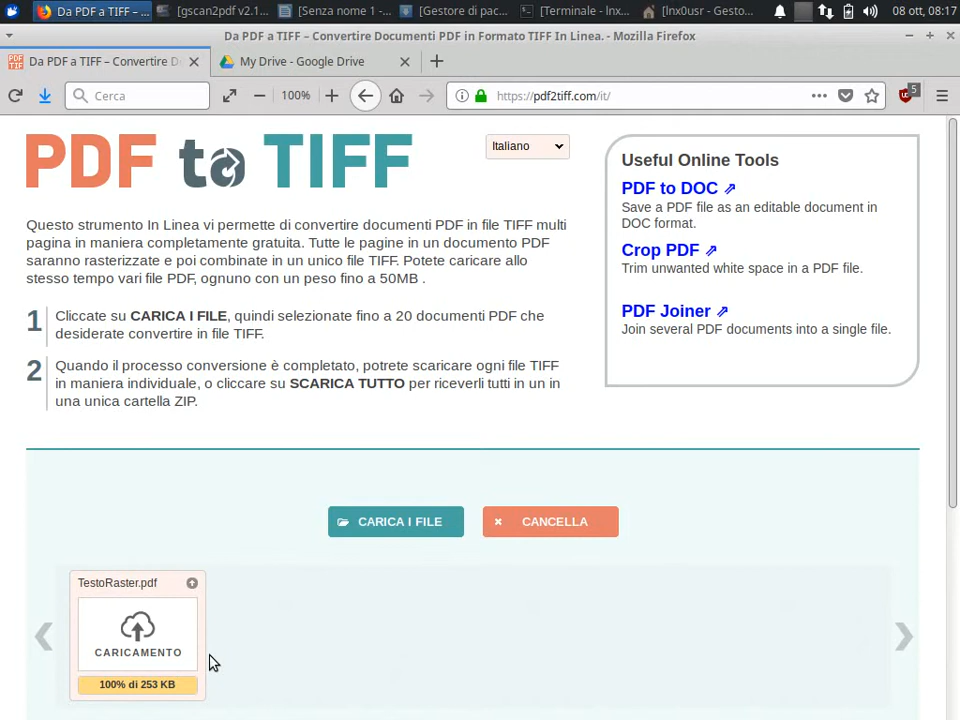 Da PDF a TIFF – ...
[gscan2pdf v2.1...
[Senza nome 1 -...
[Gestore di pac...
[Terminale - lnx...
[lnx0usr - Gesto...
08 ott, 08:17
Da PDF a TIFF – Convertire Documenti PDF in Formato TIFF In Linea. - Mozilla Firefox
Da PDF a TIFF – Convertire D
My Drive - Google Drive
Cerca
100%
https://pdf2tiff.com/it/
5
PDF to TIFF
Italiano
Questo strumento In Linea vi permette di convertire documenti PDF in file TIFF multi
pagina in maniera completamente gratuita. Tutte le pagine in un documento PDF
saranno rasterizzate e poi combinate in un unico file TIFF. Potete caricare allo
stesso tempo vari file PDF, ognuno con un peso fino a 50MB .
1 Cliccate su CARICA I FILE, quindi selezionate fino a 20 documenti PDF che
desiderate convertire in file TIFF.
2 Quando il processo conversione è completato, potrete scaricare ogni file TIFF
in maniera individuale, o cliccare su SCARICA TUTTO per riceverli tutti in un in
una unica cartella ZIP.
Useful Online Tools
PDF to DOC
Save a PDF file as an editable document in
DOC format.
Crop PDF
Trim unwanted white space in a PDF file.
PDF Joiner
Join several PDF documents into a single file.
CARICA I FILE
CANCELLA
TestoRaster.pdf
CARICAMENTO
100% di 253 KB